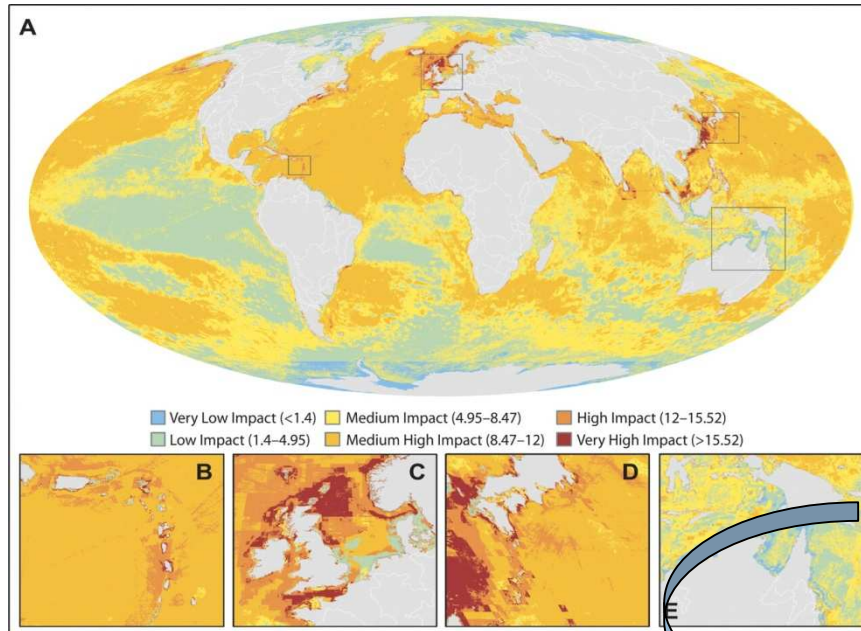 A
Very Low Impact (<1.4) Medium Impact (4.95–8.47) High Impact (12–15.52)
Low Impact (1.4–4.95) Medium High Impact (8.47–12) Very High Impact (>15.52)
B C D
E